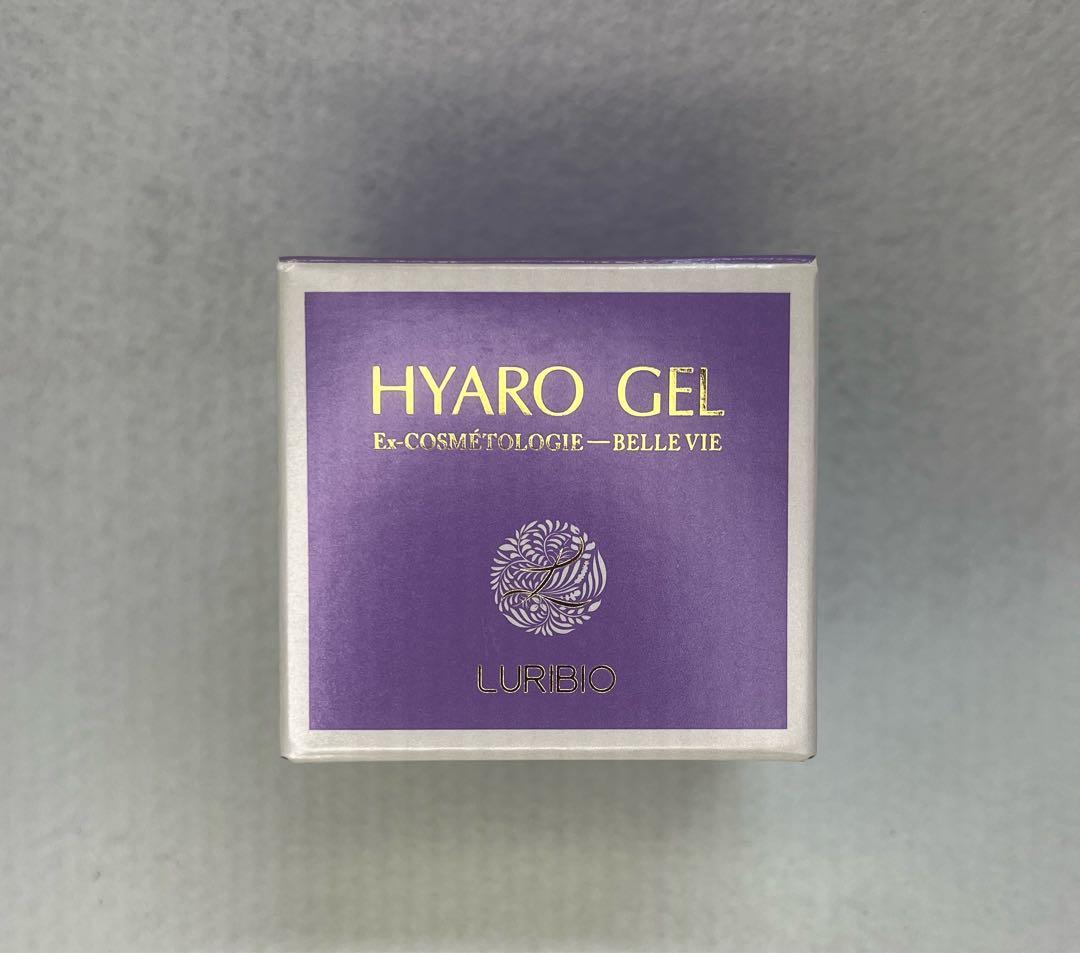 HYARO GEL
Ex-COSMÉTOLOGIE—BELLE VIE
L
LURIBIO